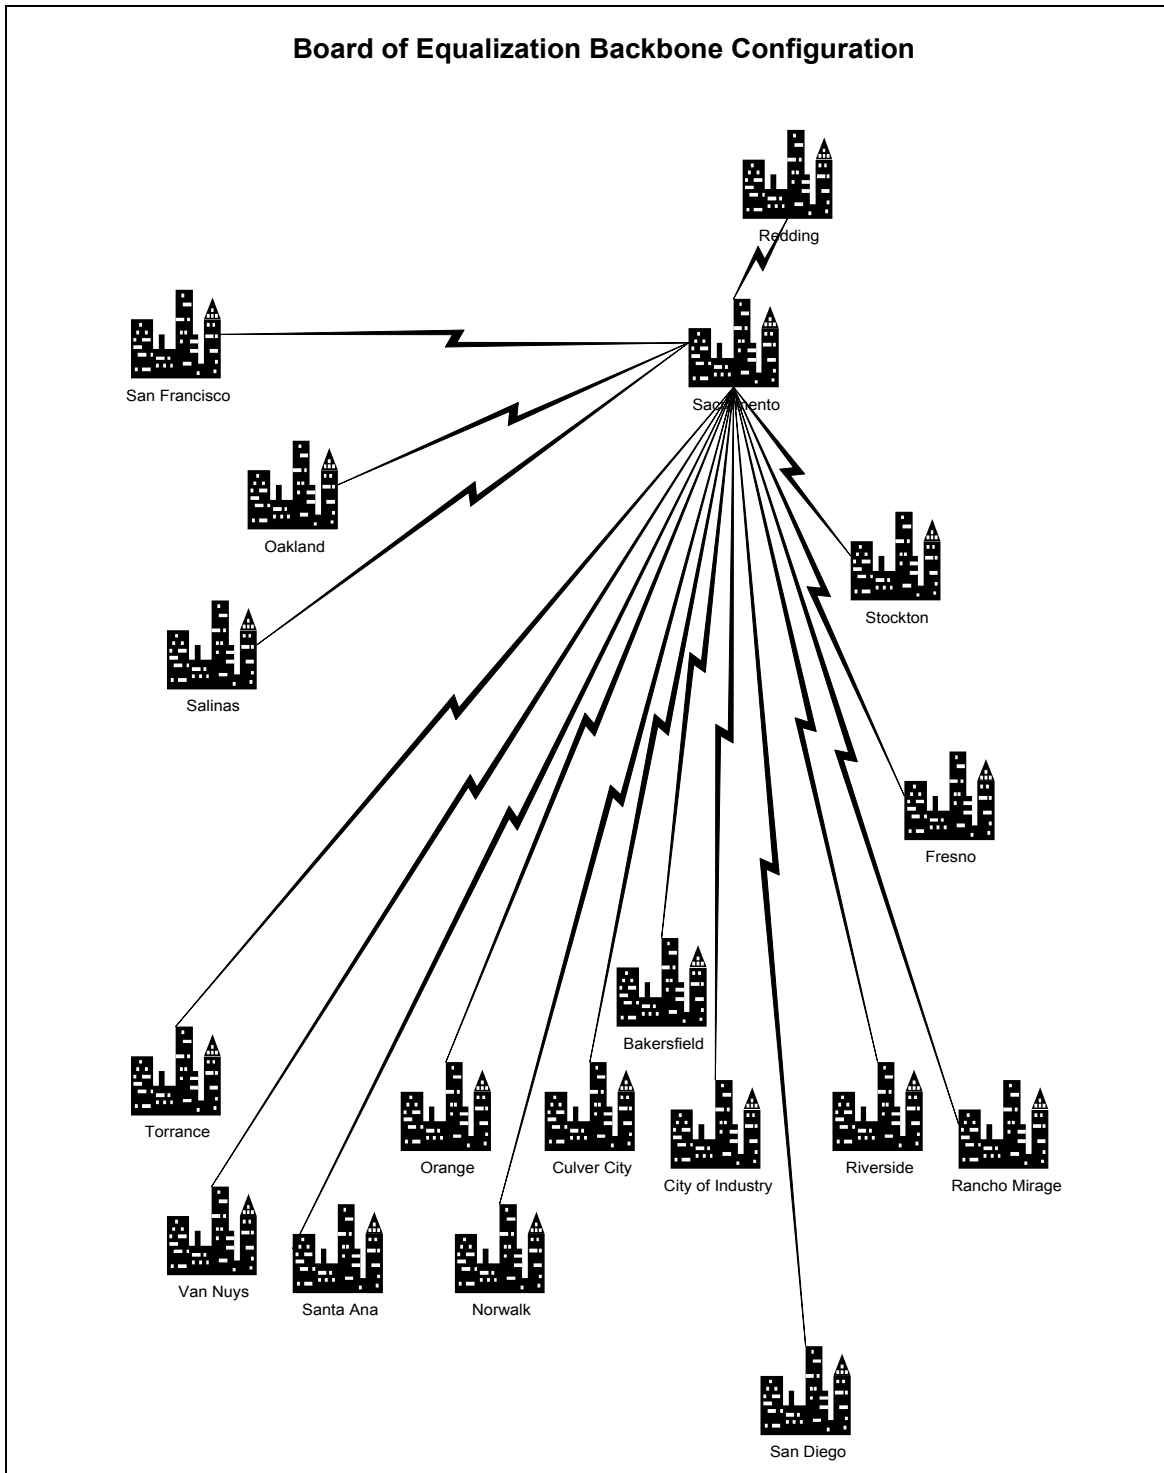 Board of Equalization Backbone Configuration
Redding
San Francisco
Sacramento
Oakland
Stockton
Salinas
Fresno
Bakersfield
Torrance
Orange
Culver City
City of Industry
Riverside
Rancho Mirage
Van Nuys
Santa Ana
Norwalk
San Diego